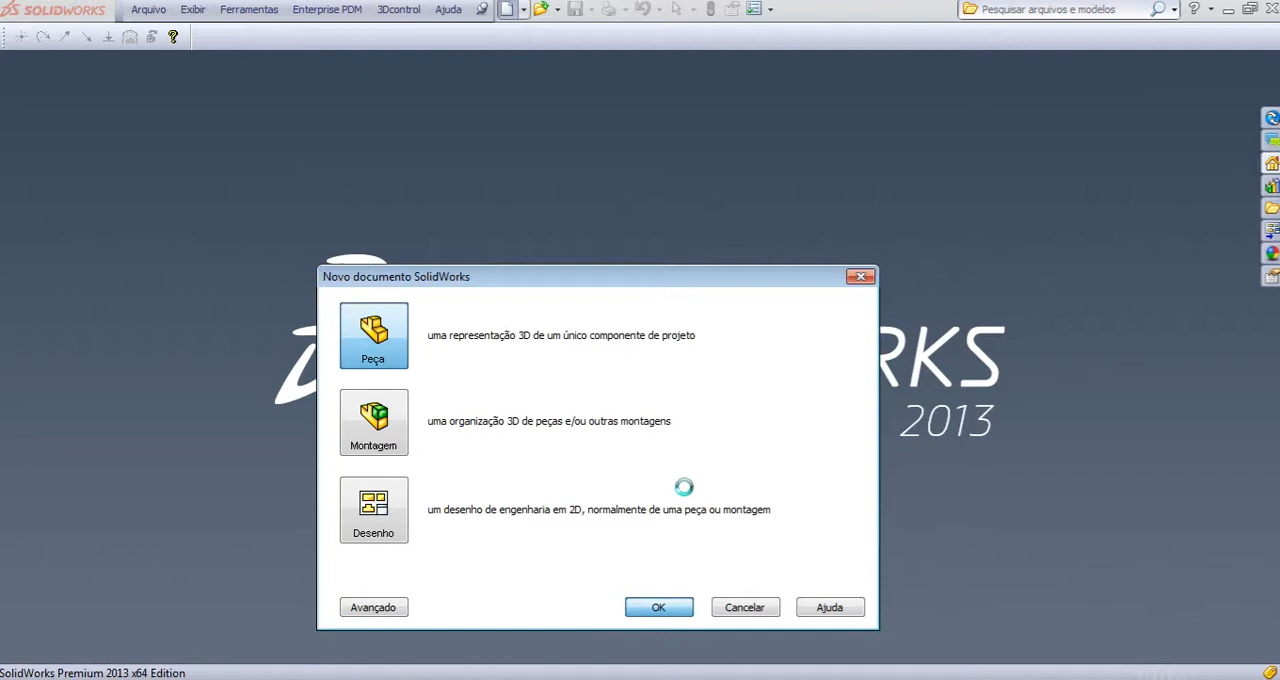 SOLIDWORKS Arquivo Exibir Ferramentas Enterprise PDM 3Dcontrol Ajuda Pesquisar arquivos e modelos
Novo documento SolidWorks
Peça
uma representação 3D de um único componente de projeto
Montagem
uma organização 3D de peças e/ou outras montagens
Desenho
um desenho de engenharia em 2D, normalmente de uma peça ou montagem
RKS
2013
Avançado OK Cancelar Ajuda
SolidWorks Premium 2013 x64 Edition